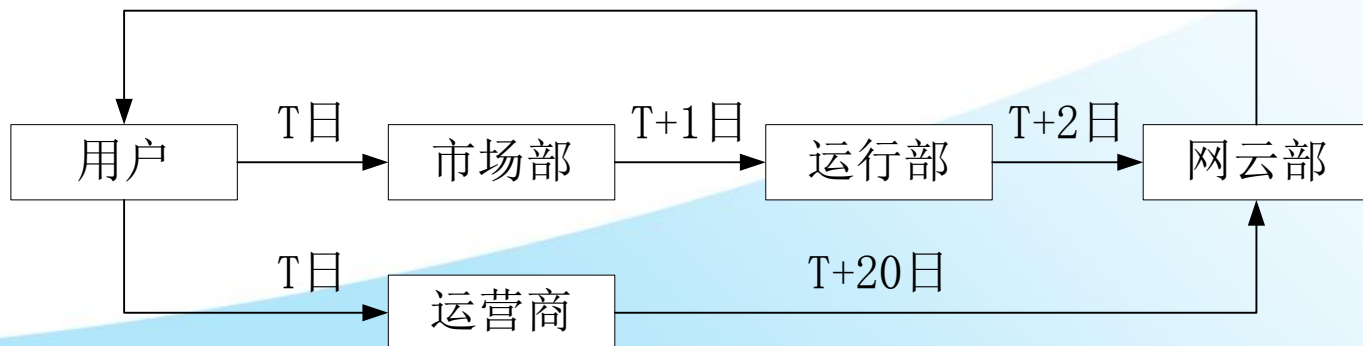 T日
T+1日
T+2日
用户
市场部
运行部
网云部
T日
T+20日
运营商